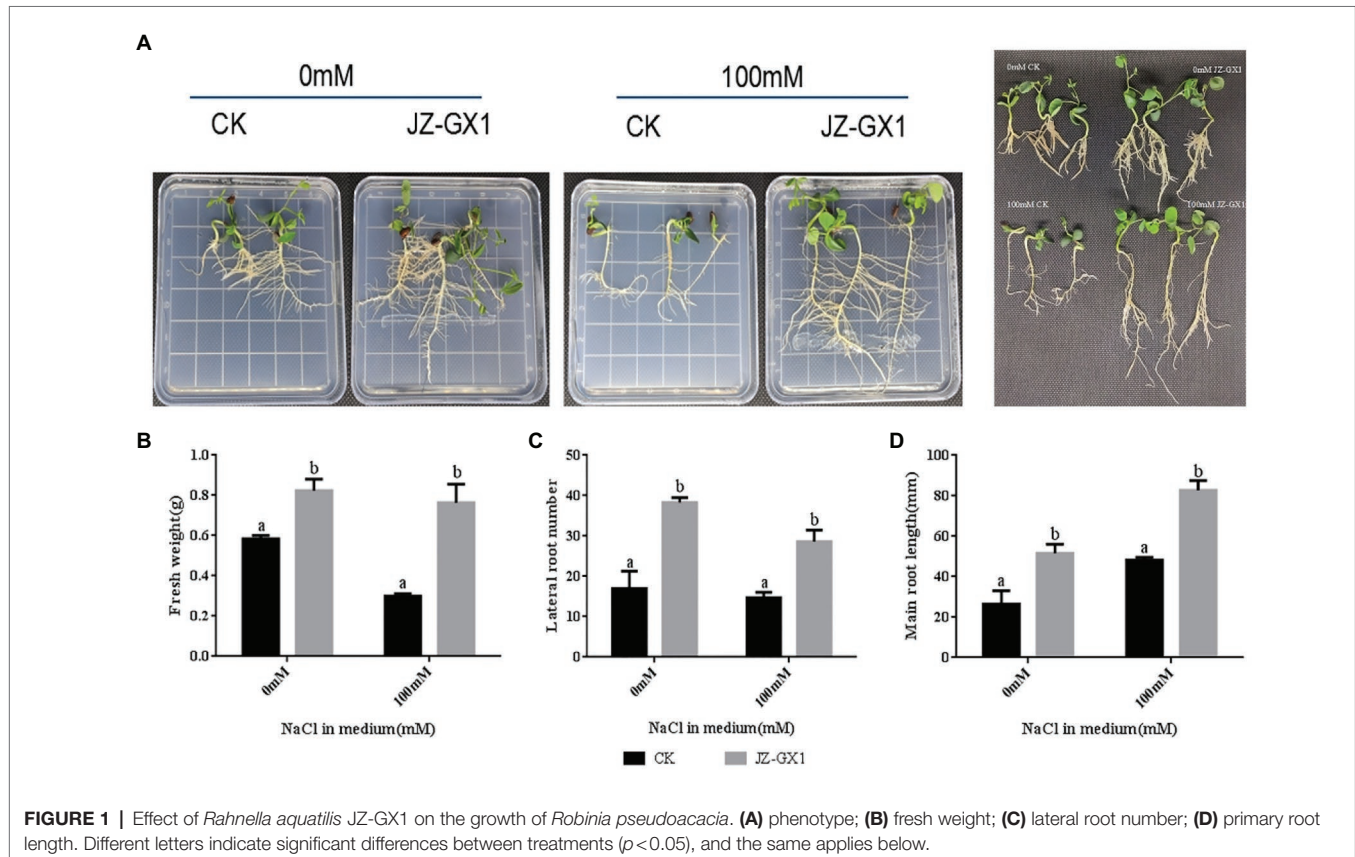 A
0mM
100mM
CK
JZ-GX1
CK
JZ-GX1
0mM CK
0mM JZ-GX1
100mM CK
100mM JZ-GX1
B
Fresh weight(g)
1.0
0.8
0.6
0.4
0.2
0.0
a
b
a
b
0mM
100mM
NaCl in medium(mM)
C
Lateral root number
50
40
30
20
10
0
a
b
a
b
0mM
100mM
NaCl in medium(mM)
D
Main root length(mm)
100
80
60
40
20
0
a
b
a
b
0mM
100mM
NaCl in medium(mM)
CK
JZ-GX1
FIGURE 1 | Effect of Rahnella aquatilis JZ-GX1 on the growth of Robinia pseudoacacia. (A) phenotype; (B) fresh weight; (C) lateral root number; (D) primary root
length. Different letters indicate significant differences between treatments (p<0.05), and the same applies below.